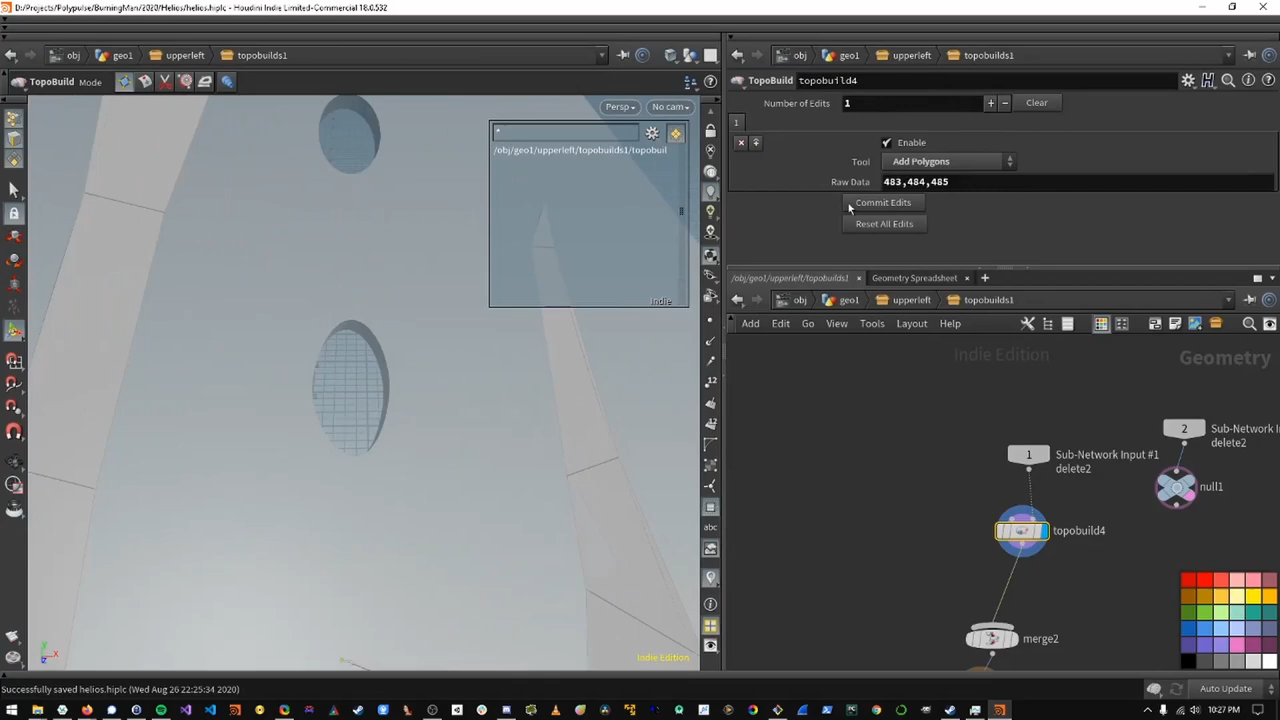 D:/Projects/Polypulse/BurningMan/2020/Helios/helios.hiplc - Houdini Indie Limited-Commercial 18.0.532
obj geo1 upperleft topobuilds1
obj geo1 upperleft topobuilds1
TopoBuild Mode
TopoBuild topobuild4
Persp No cam
Number of Edits 1 + − Clear
*
/obj/geo1/upperleft/topobuilds1/topobuil
1
Enable
Tool Add Polygons
Raw Data 483,484,485
Commit Edits
Reset All Edits
/obj/geo1/upperleft/topobuilds1 × Geometry Spreadsheet × +
Indie
obj geo1 upperleft topobuilds1
Add Edit Go View Tools Layout Help
Indie Edition
Geometry
12
12
abc
1 Sub-Network Input #1
delete2
2 Sub-Network I
delete2
null1
topobuild4
merge2
Indie Edition
Successfully saved helios.hiplc (Wed Aug 26 22:25:34 2020)
Auto Update
10:27 PM